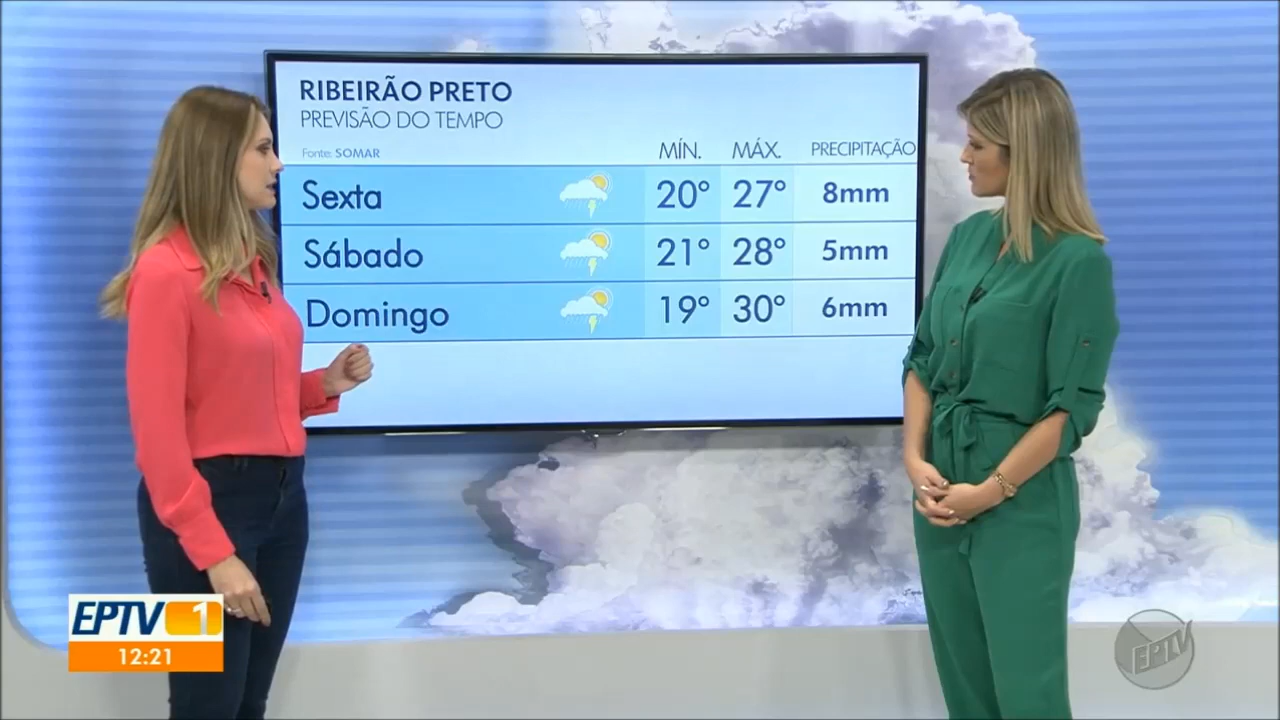 RIBEIRÃO PRETO
PREVISÃO DO TEMPO
Fonte: SOMAR MÍN. MÁX. PRECIPITAÇÃO
Sexta 20° 27° 8mm
Sábado 21° 28° 5mm
Domingo 19° 30° 6mm
EPTV 1
12:21
EPTV